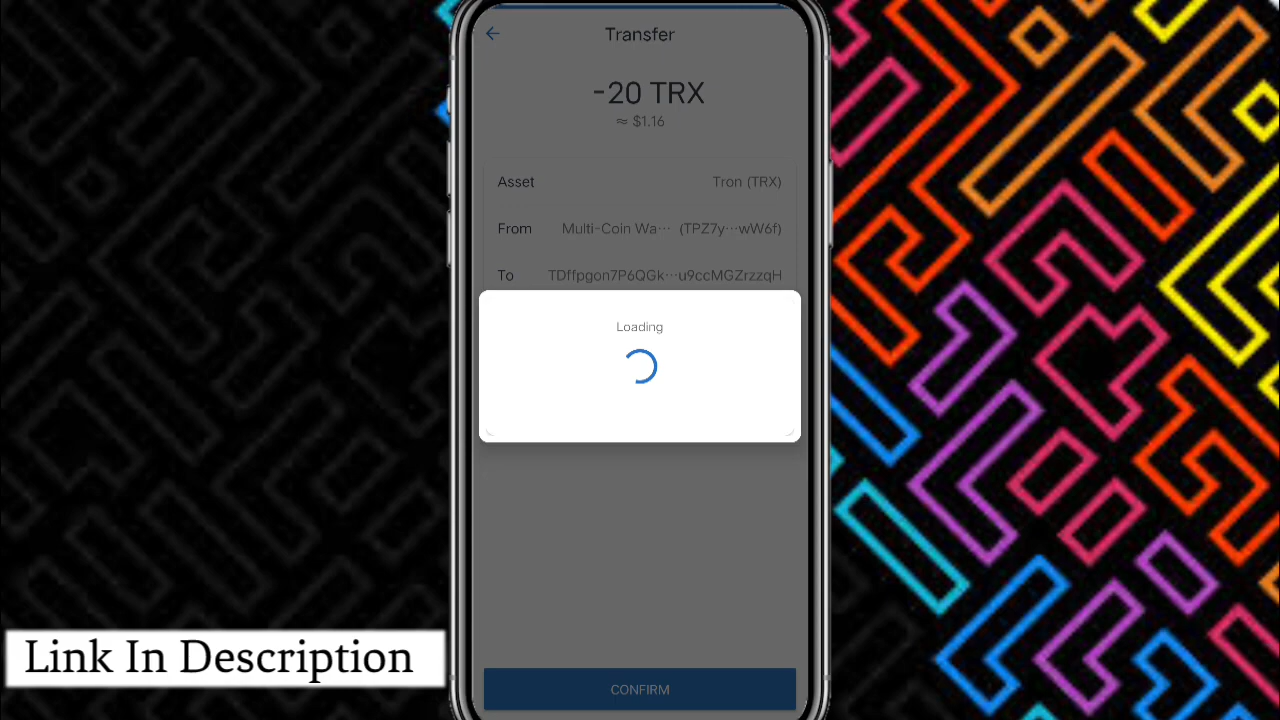 Transfer
-20 TRX
≈ $1.16
Asset Tron (TRX)
From Multi-Coin Wa··· (TPZ7y···wW6f)
To TDffpgon7P6QGk···u9ccMGZrzzqH
Loading
Link In Description
CONFIRM